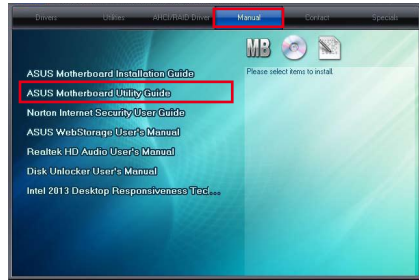 Drivers Utilities AHCI/RAID Driver Manual Contact Specials
MB
Please select items to install.
ASUS Motherboard Installation Guide
ASUS Motherboard Utility Guide
Norton Internet Security User Guide
ASUS WebStorage User's Manual
Realtek HD Audio User's Manual
Disk Unlocker User's Manual
Intel 2013 Desktop Responsiveness Tecl...